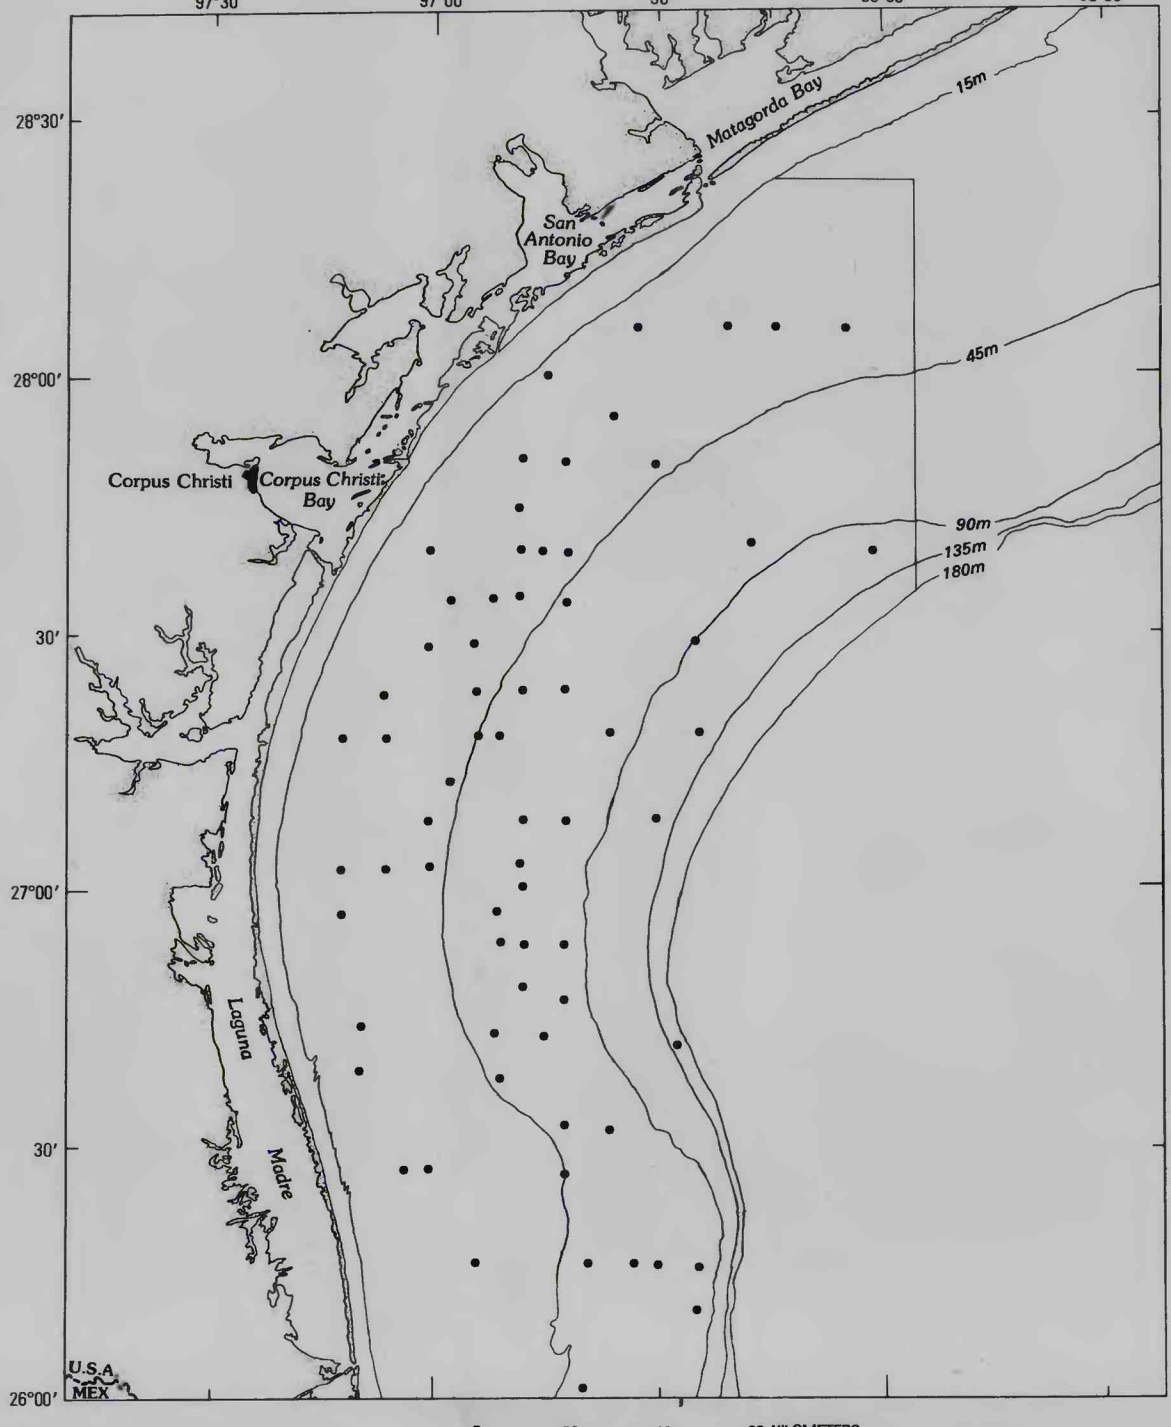 97°30'
97°00'
28°30'
Matagorda Bay
15m
San
Antonio
Bay
45m
28°00'
Corpus Christi
Corpus Christi
Bay
90m
135m
180m
30'
27°00'
Laguna
Madre
30'
U.S.A
MEX
26°00'
KILOMETERS